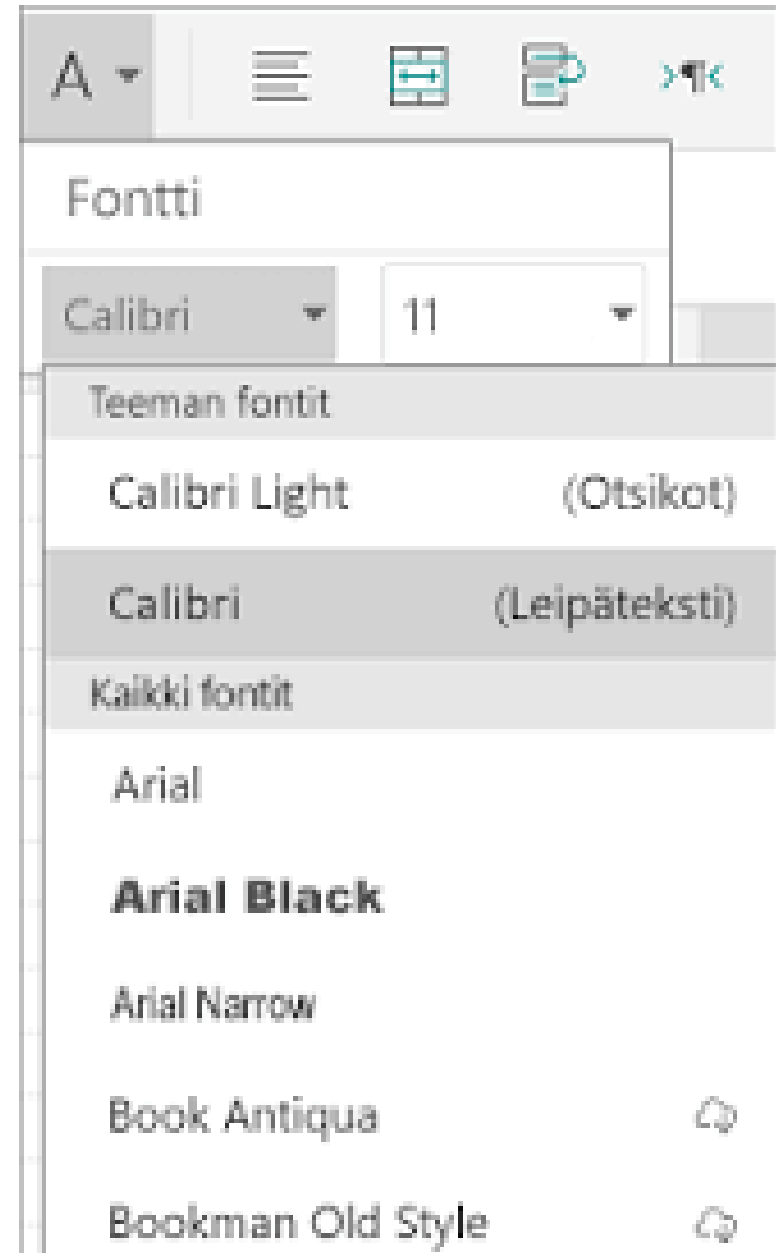 A
Fontti
Calibri 11
Teeman fontit
Calibri Light (Otsikot)
Calibri (Leipäteksti)
Kaikki fontit
Arial
Arial Black
Arial Narrow
Book Antiqua
Bookman Old Style